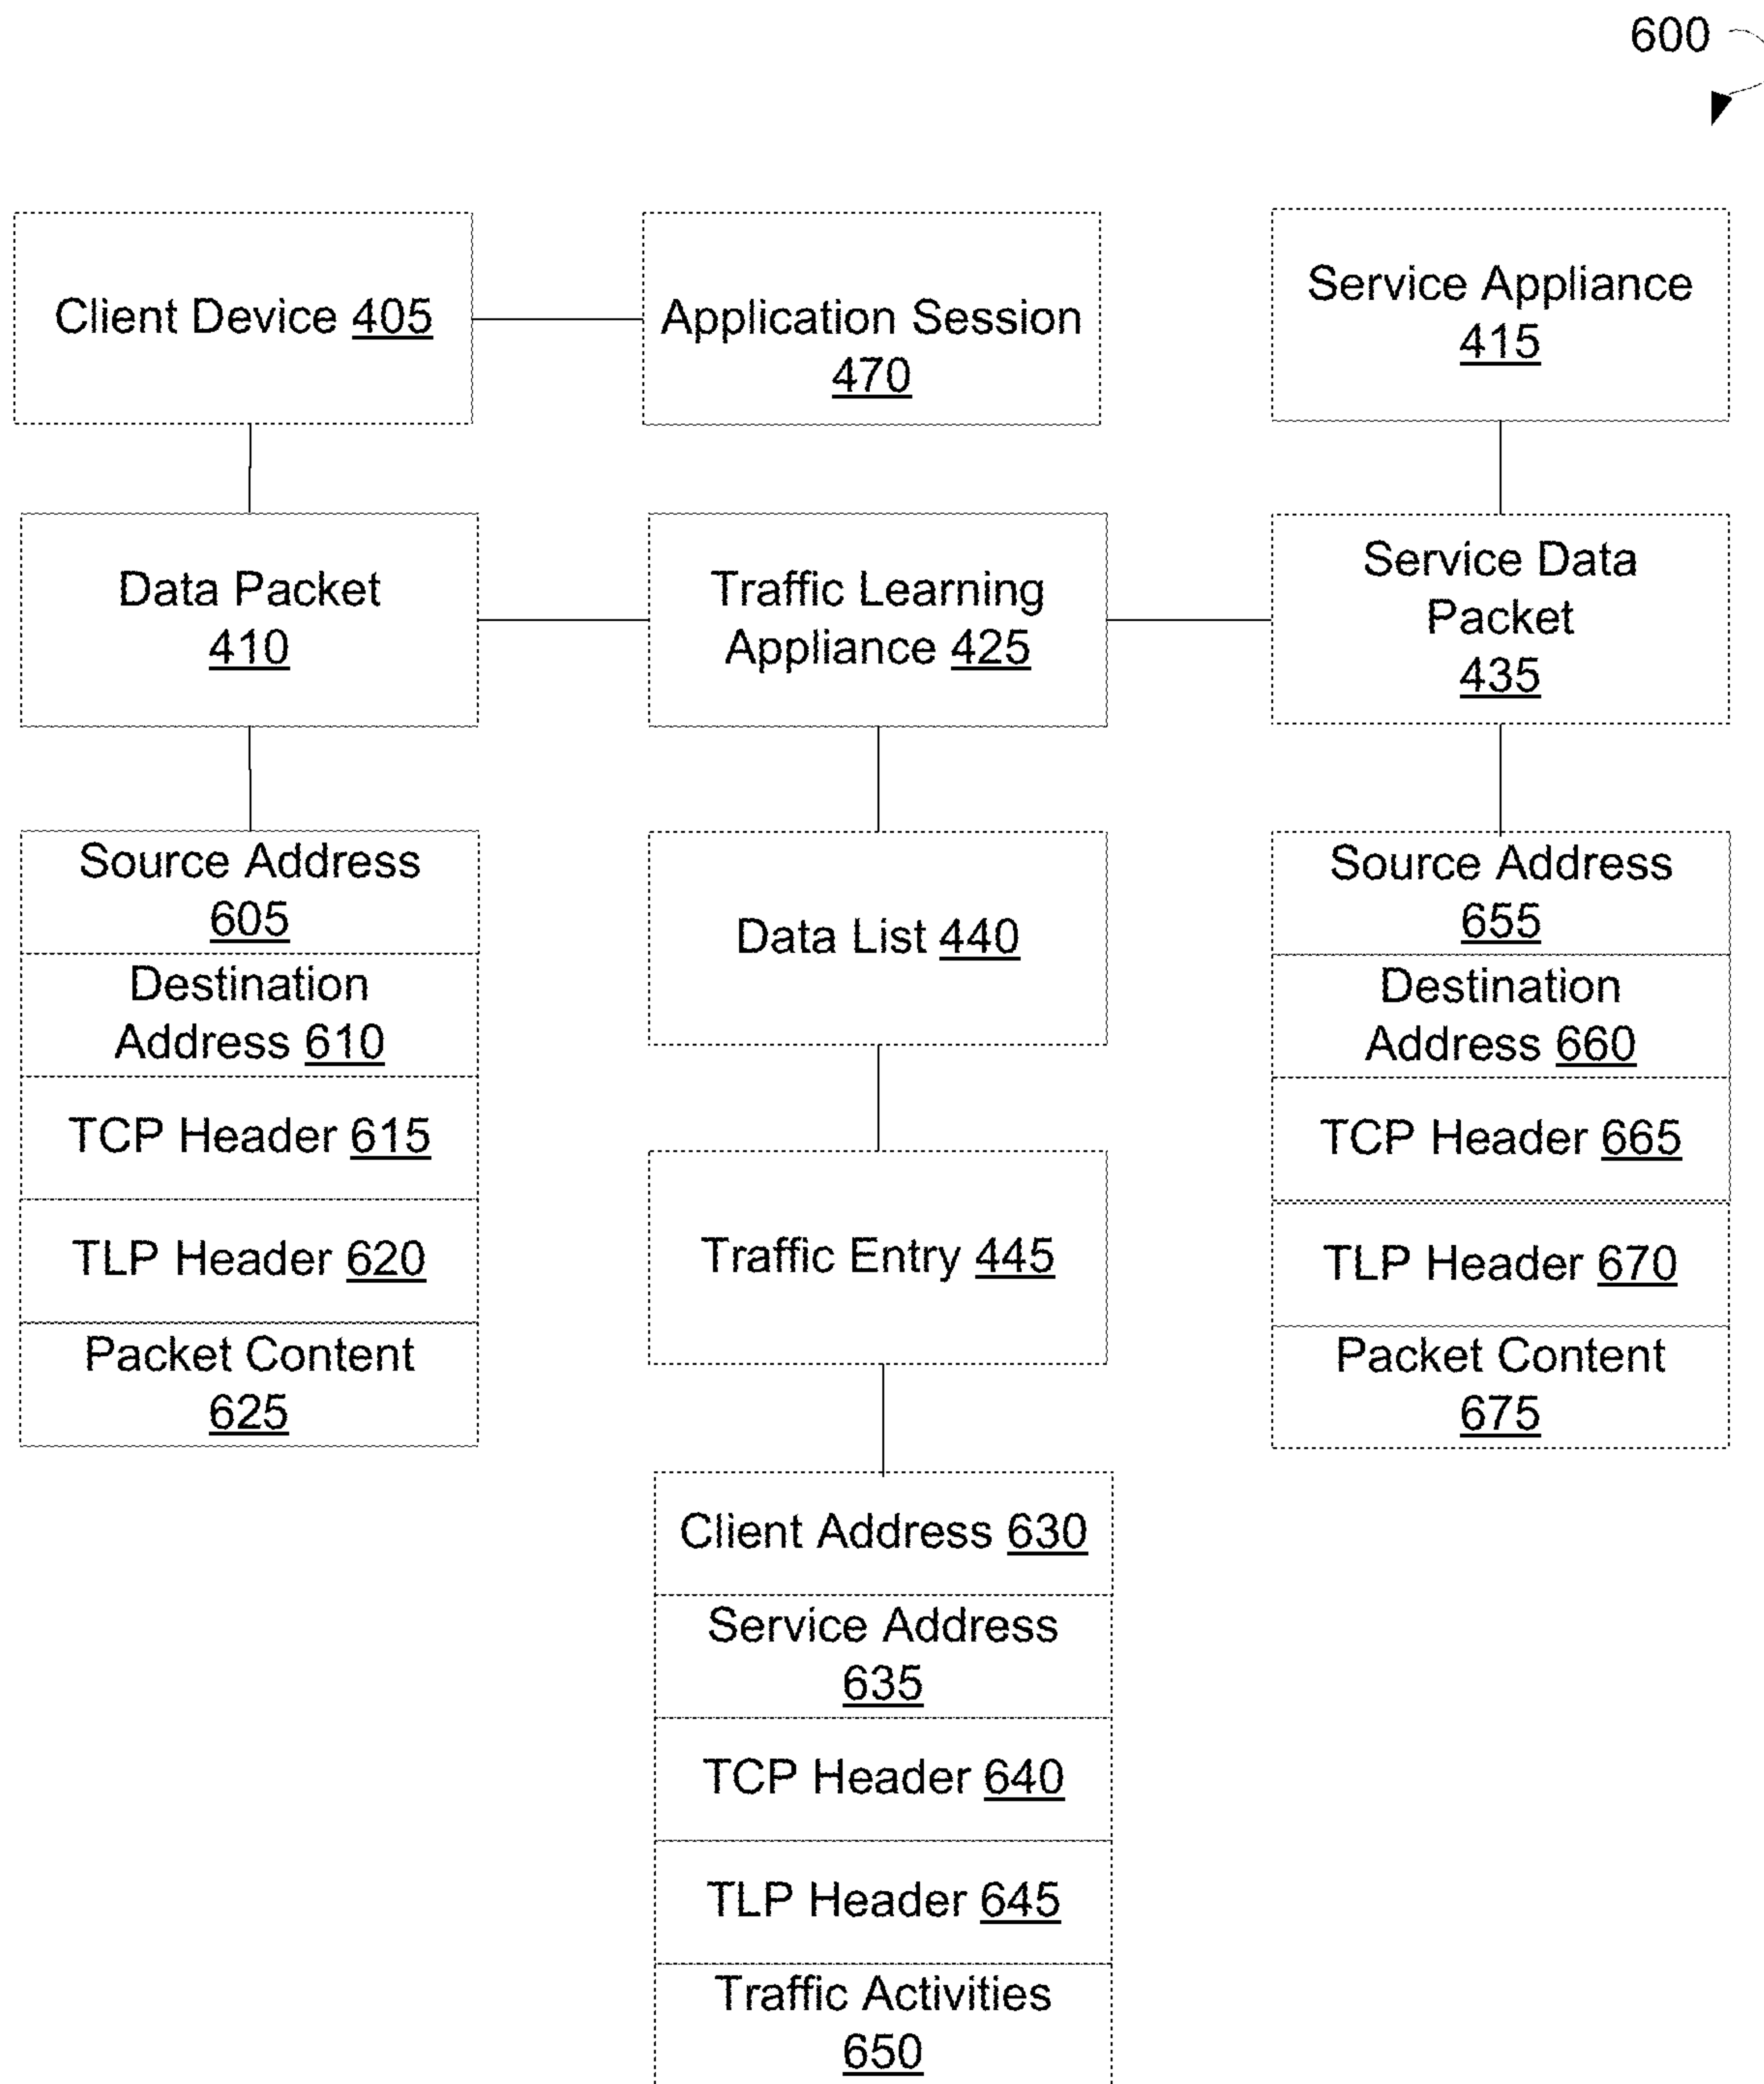 600
Client Device 405
Application Session
470
Service Appliance
415
Data Packet
410
Traffic Learning
Appliance 425
Service Data
Packet
435
Source Address
605
Destination
Address 610
TCP Header 615
TLP Header 620
Packet Content
625
Data List 440
Traffic Entry 445
Client Address 630
Service Address
635
TCP Header 640
TLP Header 645
Traffic Activities
650
Source Address
655
Destination
Address 660
TCP Header 665
TLP Header 670
Packet Content
675